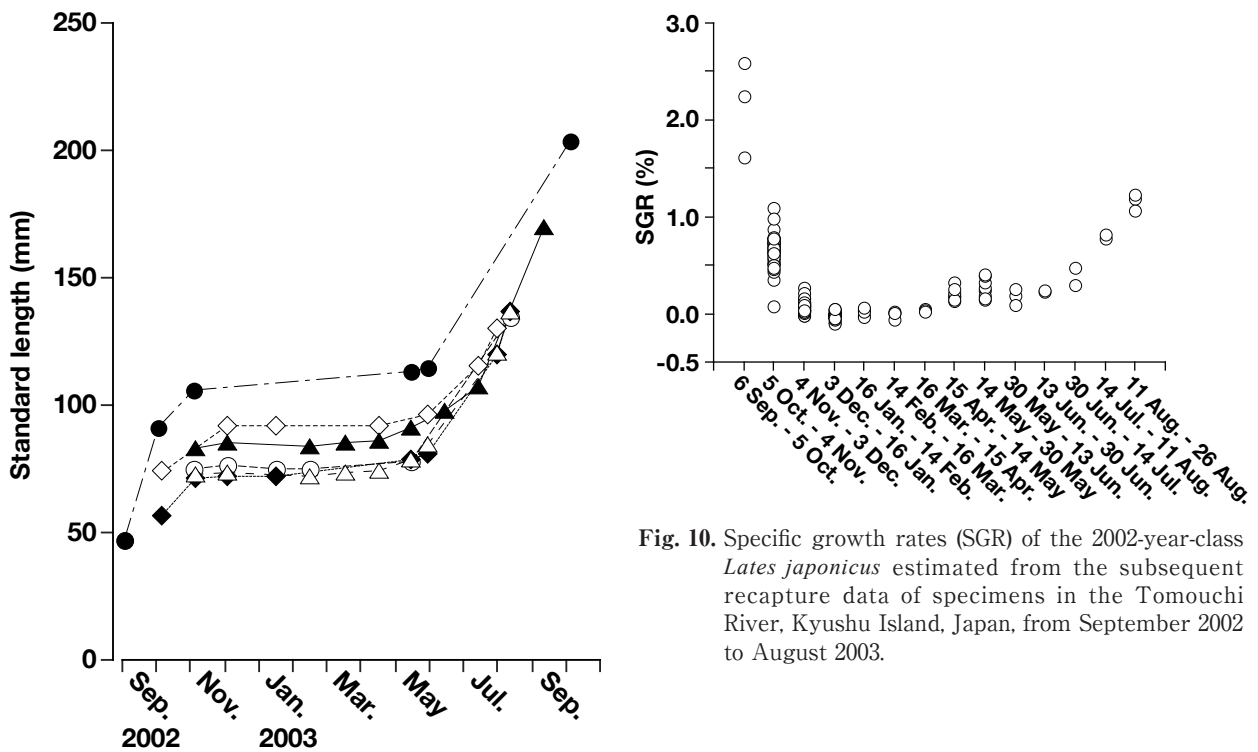 250
200
150
100
50
0
Standard length (mm)
Sep.
Nov.
Jan.
Mar.
May
Jul.
Sep.
2002
2003
3.0
2.0
1.0
0.0
-0.5
SGR (%)
6 Sep. - 5 Oct.
5 Oct. - 4 Nov.
4 Nov. - 3 Dec.
3 Dec. - 16 Jan.
16 Jan. - 14 Feb.
14 Feb. - 16 Mar.
16 Mar. - 15 Apr.
15 Apr. - 14 May
14 May - 30 May
30 May - 13 Jun.
13 Jun. - 30 Jun.
30 Jun. - 14 Jul.
14 Jul. - 11 Aug.
11 Aug. - 26 Aug.
Fig. 10. Specific growth rates (SGR) of the 2002-year-class
Lates japonicus estimated from the subsequent
recapture data of specimens in the Tomouchi
River, Kyushu Island, Japan, from September 2002
to August 2003.